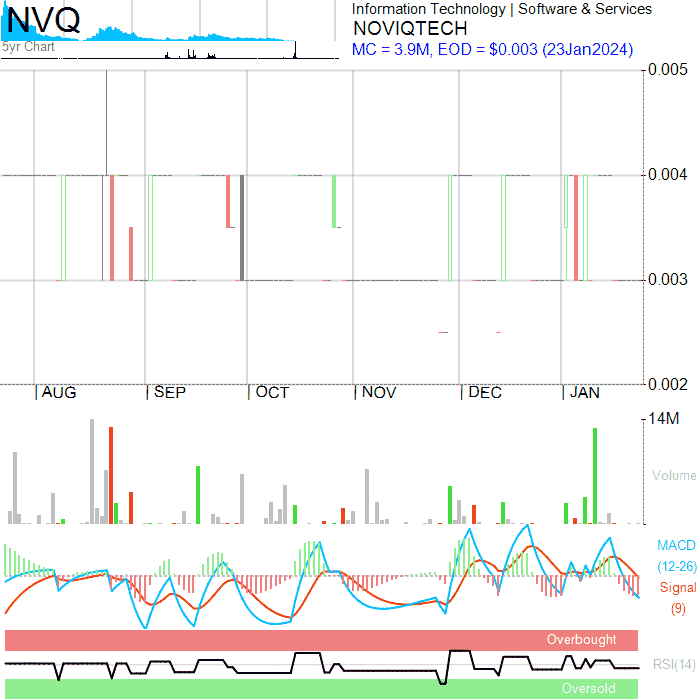 NVQ
5yr Chart
Information Technology | Software & Services
NOVIQTECH
MC = 3.9M, EOD = $0.003 (23Jan2024)
0.005
0.004
0.003
0.002
|AUG |SEP |OCT |NOV |DEC |JAN
14M
Volume
MACD
(12-26)
Signal
(9)
Overbought
RSI(14)
Oversold